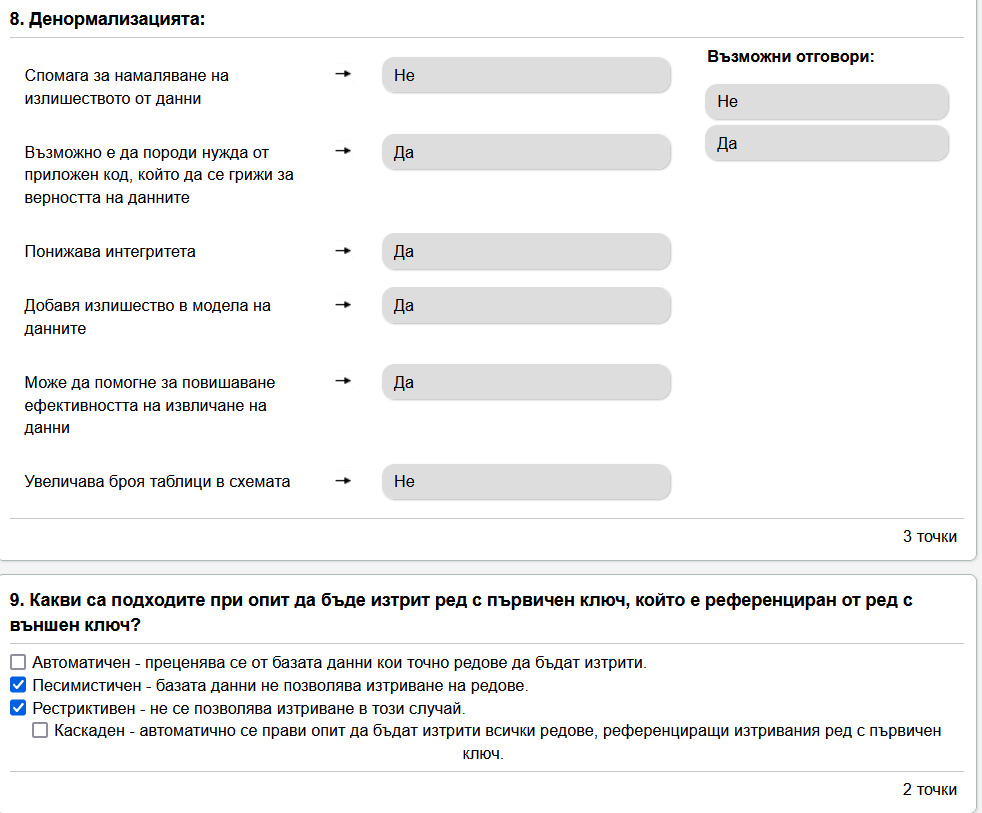 8. Денормализацията:
Възможни отговори:
Спомага за намаляване на
излишеството от данни
Не
Не
Да
Възможно е да породи нужда от
приложен код, който да се грижи за
верността на данните
Да
Понижава интегритета
Да
Добавя излишество в модела на
данните
Да
Може да помогне за повишаване
ефективността на извличане на
данни
Да
Увеличава броя таблици в схемата
Не
3 точки
9. Какви са подходите при опит да бъде изтрит ред с първичен ключ, който е референциран от ред с
външен ключ?
Автоматичен - преценява се от базата данни кои точно редове да бъдат изтрити.
Песимистичен - базата данни не позволява изтриване на редове.
Рестриктивен - не се позволява изтриване в този случай.
Каскаден - автоматично се прави опит да бъдат изтрити всички редове, референциращи изтривания ред с първичен
ключ.
2 точки